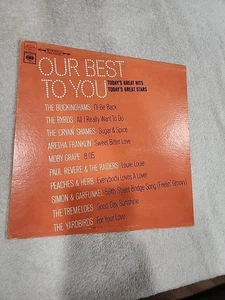 OUR BEST
TO YOU
TODAY'S GREAT HITS
TODAY'S GREAT STARS
THE BUCKINGHAMS I'll Be Back
THE BYRDS All I Really Want To Do
THE CRYAN SHAMES Sugar & Spice
ARETHA FRANKLIN Sweet Bitter Love
MOBY GRAPE 8:05
PAUL REVERE & THE RAIDERS Louie, Louie
PEACHES & HERB Everybody Loves A Lover
SIMON & GARFUNKEL 59th Street Bridge Song (Feelin' Groovy)
THE TREMELOES Good Day Sunshine
THE YARDBIRDS For Your Love